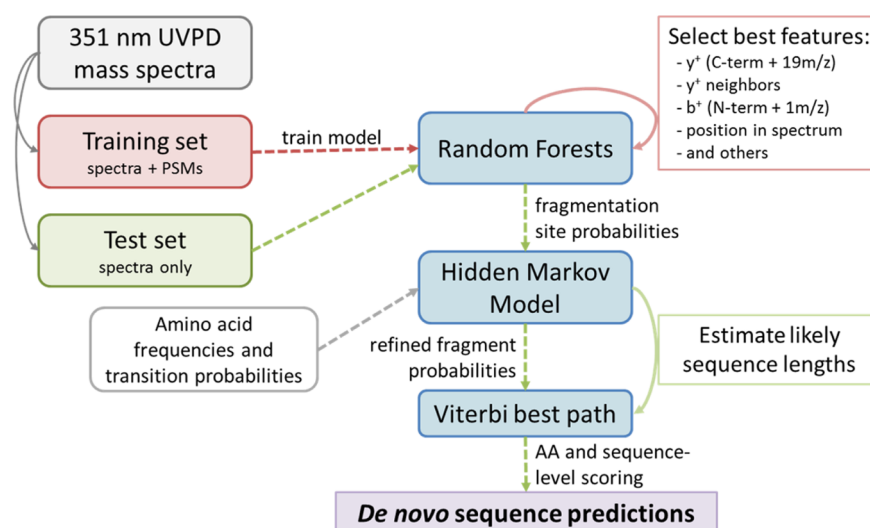 351 nm UVPD
mass spectra
Training set
spectra + PSMs
train model
Random Forests
Select best features:
- y⁺ (C-term + 19m/z)
- y⁺ neighbors
- b⁺ (N-term + 1m/z)
- position in spectrum
- and others
Test set
spectra only
fragmentation
site probabilities
Hidden Markov
Model
Amino acid
frequencies and
transition probabilities
refined fragment
probabilities
Estimate likely
sequence lengths
Viterbi best path
AA and sequence-
level scoring
De novo sequence predictions